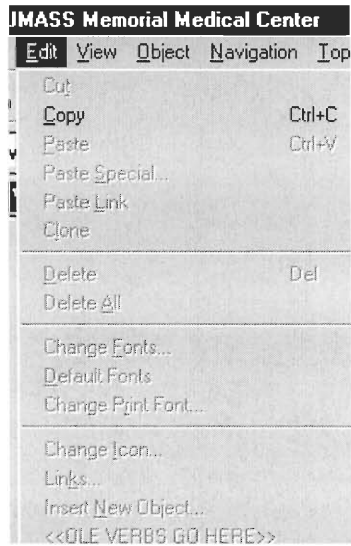 UMASS Memorial Medical Center
Edit View Object Navigation Top
Cut
Copy Ctrl+C
Paste Ctrl+V
Paste Special...
Paste Link
Clone
Delete Del
Delete All
Change Fonts...
Default Fonts
Change Print Font...
Change Icon...
Links...
Insert New Object...
<<OLE VERBS GO HERE>>